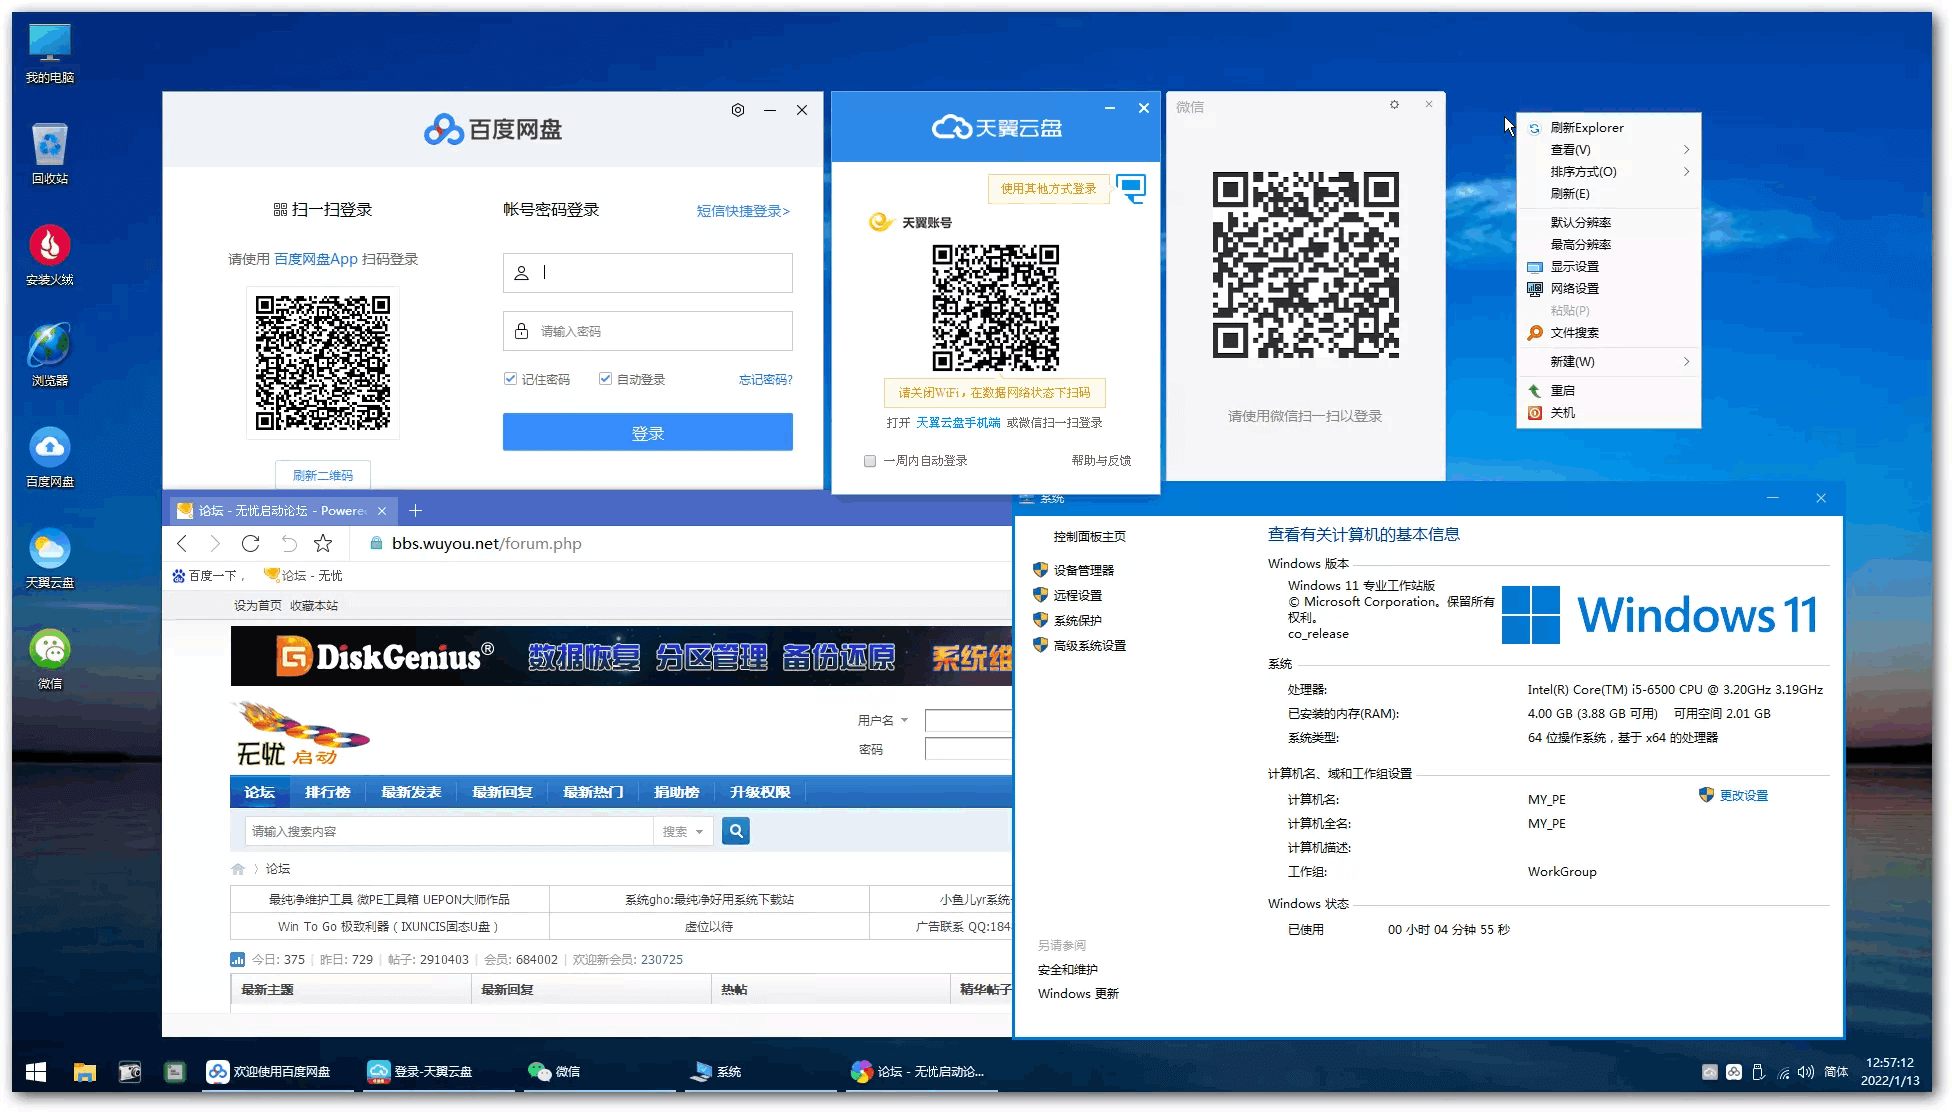 我的电脑
回收站
安装火绒
浏览器
百度网盘
天翼云盘
微信
百度网盘
扫一扫登录
请使用 百度网盘App 扫码登录
刷新二维码
帐号密码登录
短信快捷登录>
请输入密码
记住密码
自动登录
忘记密码?
登录
天翼云盘
使用其他方式登录
天翼账号
请关闭WiFi，在数据网络状态下扫码
打开 天翼云盘手机端 或微信扫一扫登录
一周内自动登录
帮助与反馈
微信
请使用微信扫一扫以登录
刷新Explorer
查看(V)
排序方式(O)
刷新(E)
默认分辨率
最高分辨率
显示设置
网络设置
粘贴(P)
文件搜索
新建(W)
重启
关机
论坛 - 无忧启动论坛 - Powere
bbs.wuyou.net/forum.php
百度一下，
论坛 - 无忧
设为首页 收藏本站
DiskGenius® 数据恢复 分区管理 备份还原 系统维
无忧启动
用户名
密码
论坛 排行榜 最新发表 最新回复 最新热门 捐助榜 升级权限
请输入搜索内容
搜索
论坛
最纯净维护工具 微PE工具箱 UEPON大师作品
系统gho:最纯净好用系统下载站
小鱼儿yr系统
Win To Go 极致利器 ( IXUNCIS固态U盘 )
虚位以待
广告联系 QQ:184
今日: 375 | 昨日: 729 | 帖子: 2910403 | 会员: 684002 | 欢迎新会员: 230725
最新主题
最新回复
热帖
精华帖子
系统
控制面板主页
设备管理器
远程设置
系统保护
高级系统设置
另请参阅
安全和维护
Windows 更新
查看有关计算机的基本信息
Windows 版本
Windows 11 专业工作站版
© Microsoft Corporation。保留所有
权利。
co_release
Windows 11
系统
处理器: Intel(R) Core(TM) i5-6500 CPU @ 3.20GHz 3.19GHz
已安装的内存(RAM): 4.00 GB (3.88 GB 可用) 可用空间 2.01 GB
系统类型: 64 位操作系统，基于 x64 的处理器
计算机名、域和工作组设置
计算机名: MY_PE
更改设置
计算机全名: MY_PE
计算机描述:
工作组: WorkGroup
Windows 状态
已使用 00 小时 04 分钟 55 秒
欢迎使用百度网盘
登录-天翼云盘
微信
系统
论坛 - 无忧启动论...
简体
12:57:12
2022/1/13